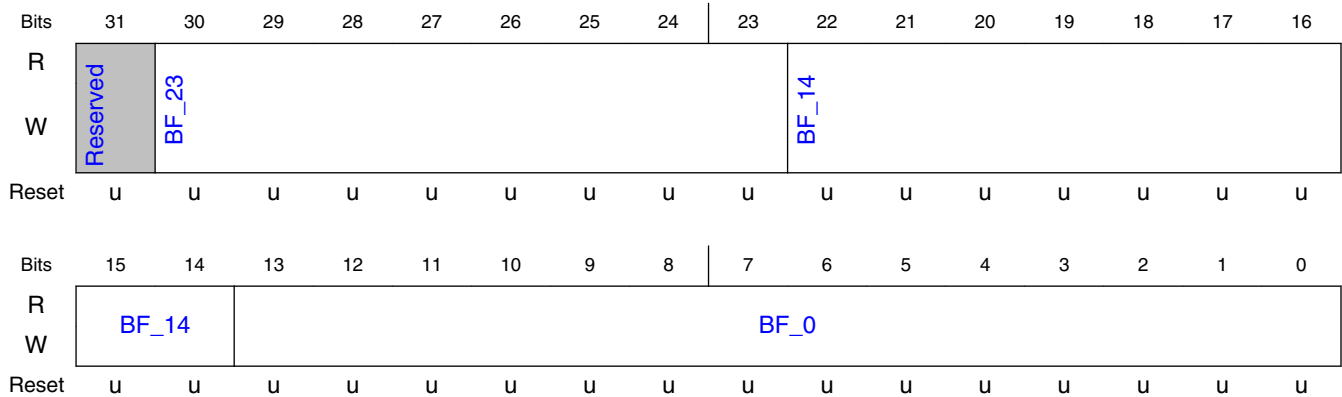 Bits 31 30 29 28 27 26 25 24 23 22 21 20 19 18 17 16
R
W
Reserved
BF_23
BF_14
Reset u u u u u u u u u u u u u u u u
Bits 15 14 13 12 11 10 9 8 7 6 5 4 3 2 1 0
R
W
BF_14 BF_0
Reset u u u u u u u u u u u u u u u u